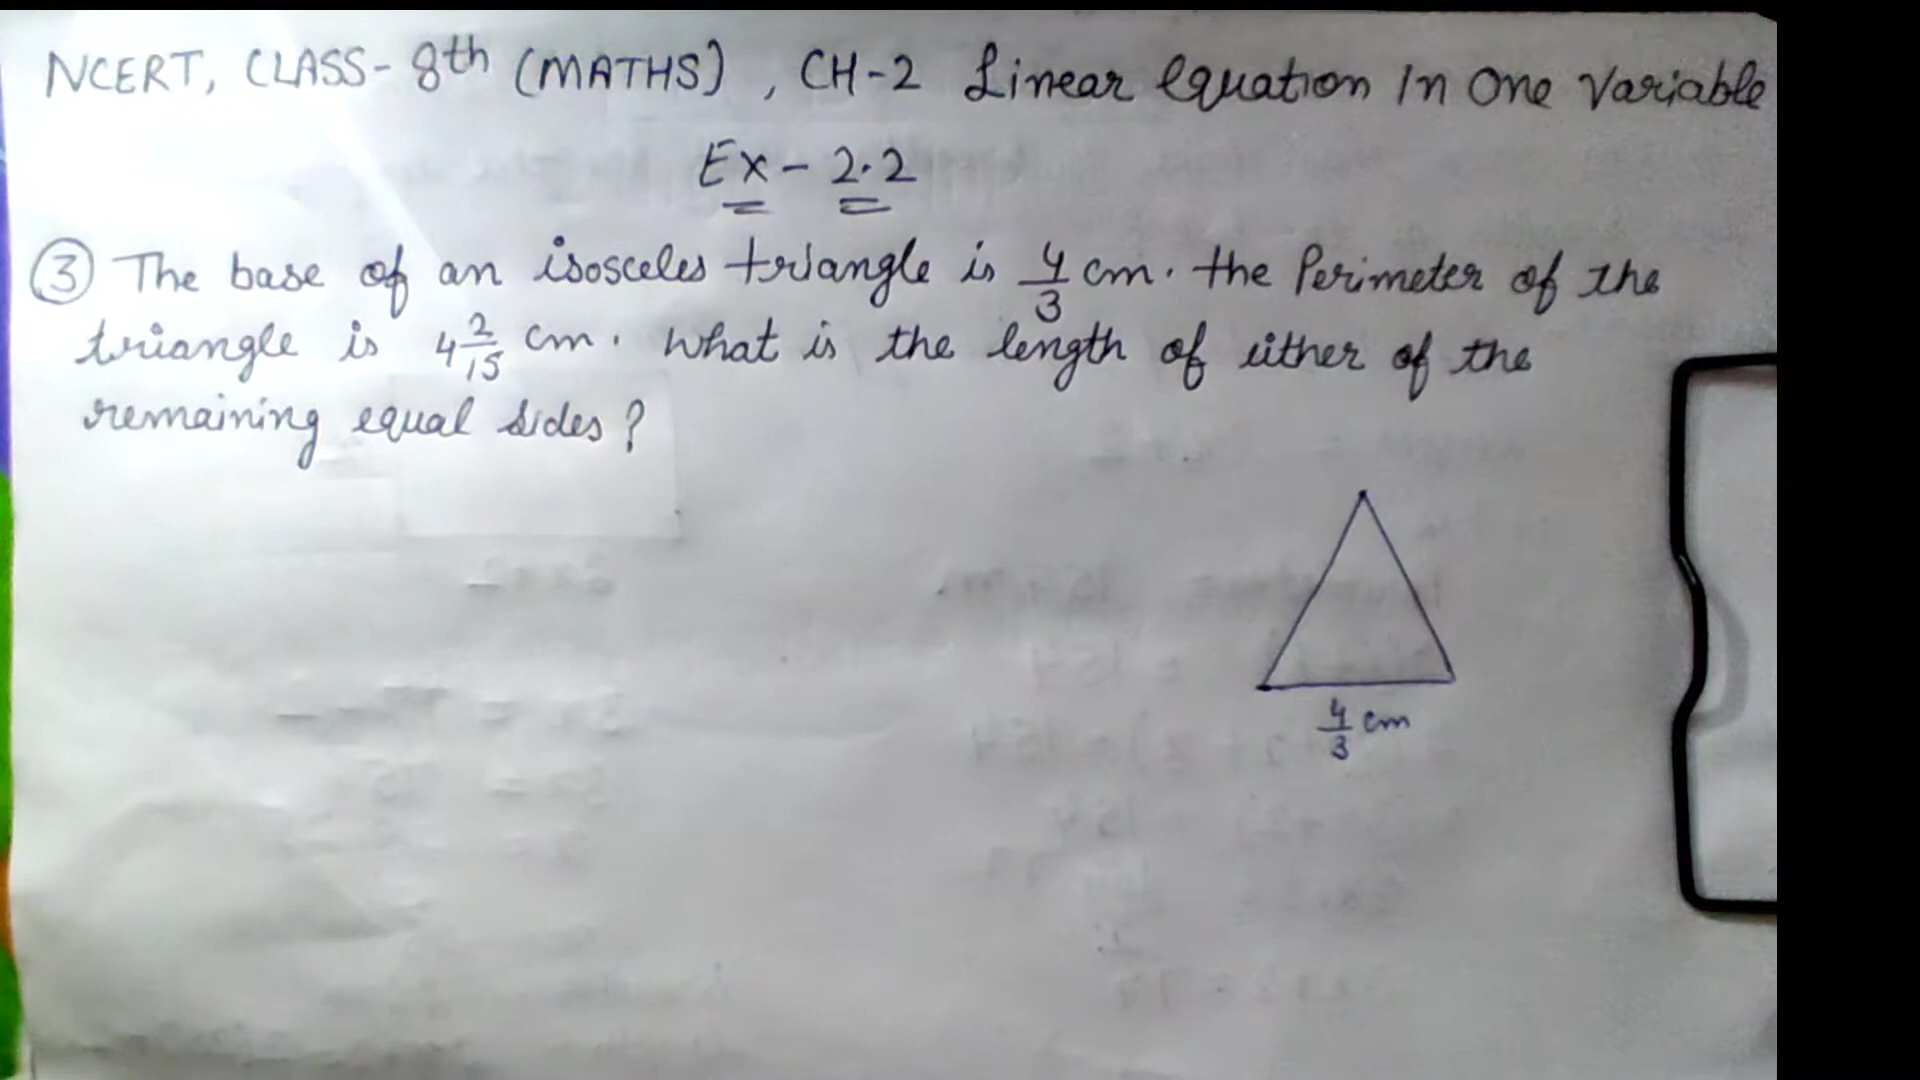 NCERT, CLASS-8th (MATHS), CH-2 Linear Equation In One Variable
Ex-2.2
③ The base of an isosceles triangle is 4/3 cm. the Perimeter of the
triangle is 4 2/15 cm. What is the length of either of the
remaining equal sides?
4/3 cm